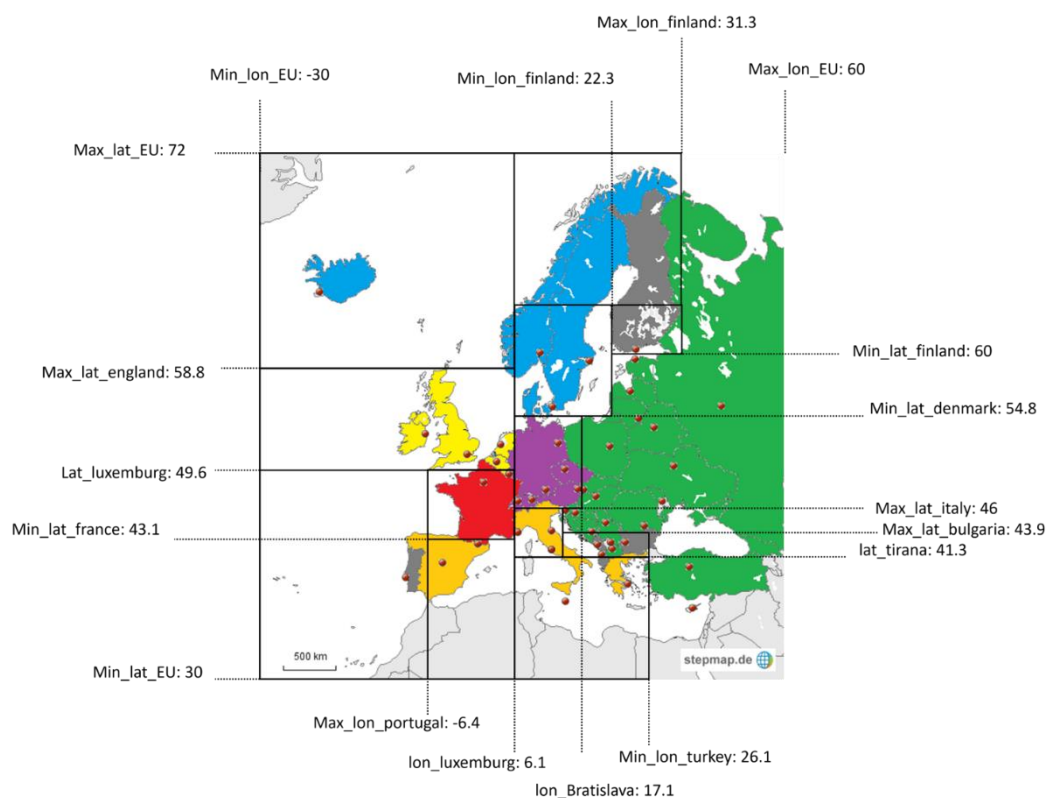 Max_lon_finland: 31.3
Min_lon_EU: -30
Min_lon_finland: 22.3
Max_lon_EU: 60
Max_lat_EU: 72
Min_lat_finland: 60
Max_lat_england: 58.8
Min_lat_denmark: 54.8
Lat_luxemburg: 49.6
Max_lat_italy: 46
Min_lat_france: 43.1
Max_lat_bulgaria: 43.9
lat_tirana: 41.3
500 km
stepmap.de
Min_lat_EU: 30
Max_lon_portugal: -6.4
Min_lon_turkey: 26.1
lon_luxemburg: 6.1
lon_Bratislava: 17.1